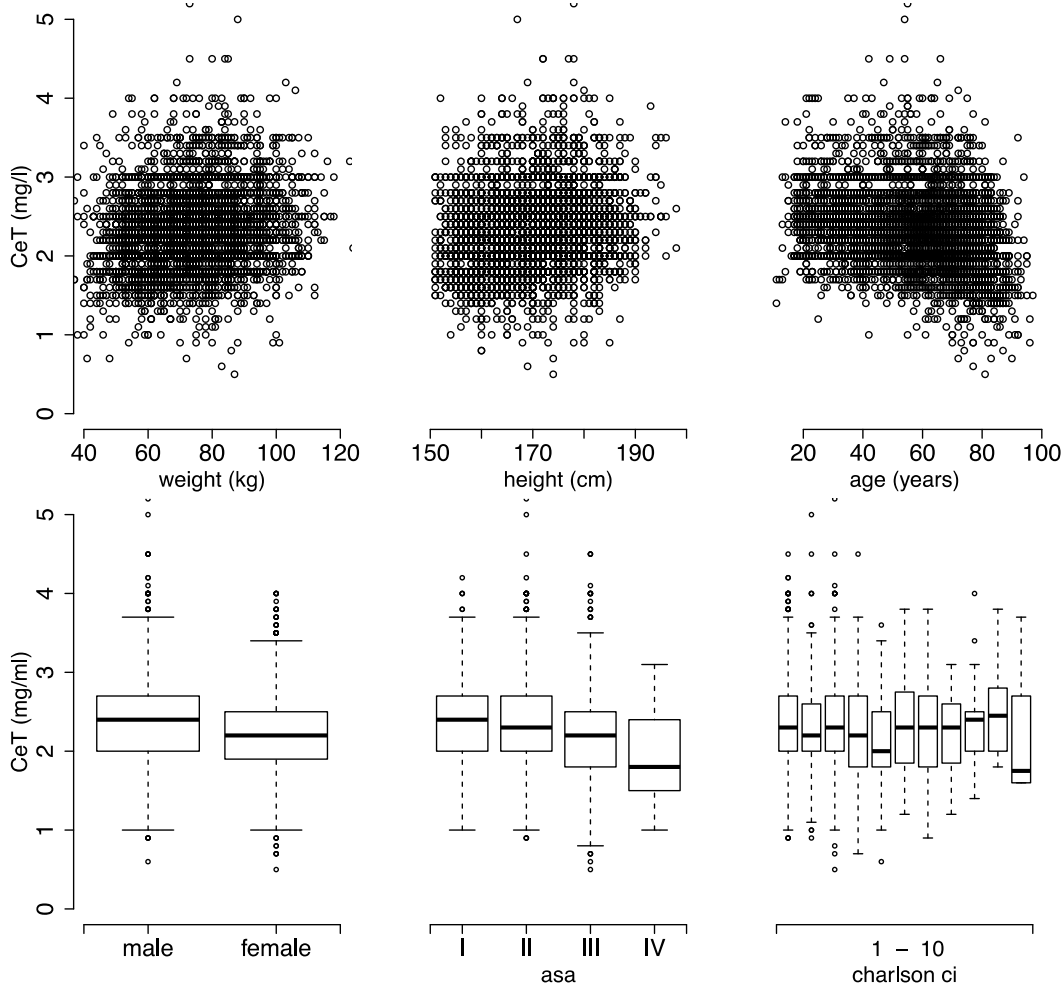 CeT (mg/l)
5
4
3
2
1
0
40 60 80 100 120
weight (kg)
150 170 190
height (cm)
20 40 60 80 100
age (years)
CeT (mg/ml)
5
4
3
2
1
0
male female
I II III IV
asa
1 – 10
charlson ci